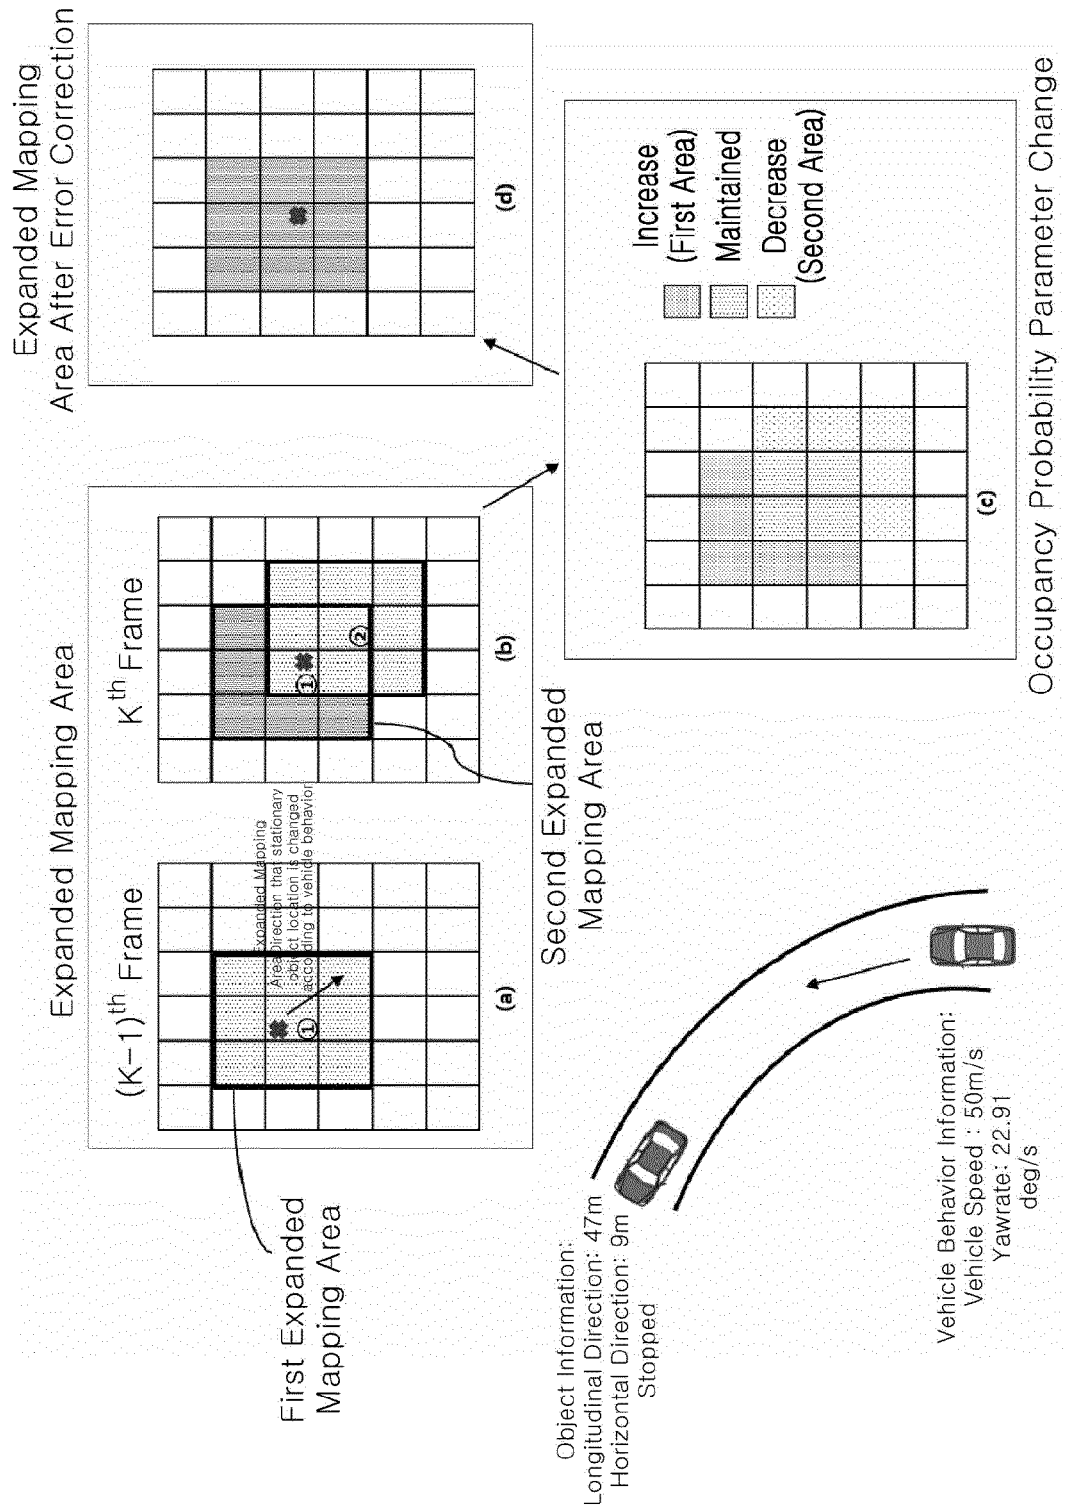 Expanded Mapping Area
(K-1)th Frame
Kth Frame
Expanded Mapping
Area Direction that stationary
object location is changed
according to vehicle behavior
①
①
②
(a)
(b)
First Expanded
Mapping Area
Second Expanded
Mapping Area
Expanded Mapping
Area After Error Correction
(d)
Increase
(First Area)
Maintained
Decrease
(Second Area)
(c)
Occupancy Probability Parameter Change
Object Information:
Longitudinal Direction: 47m
Horizontal Direction: 9m
Stopped
Vehicle Behavior Information:
Vehicle Speed : 50m/s
Yawrate: 22.91
deg/s